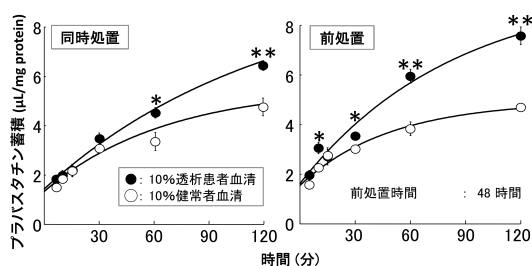 同時処置
前処置
プラバスタチン蓄積 (μL/mg protein)
8
6
4
2
0
**
*
●: 10%透析患者血清
○: 10%健常者血清
30 60 90 120
8
6
4
2
0
*
*
**
**
前処置時間 : 48 時間
30 60 90 120
時間 (分)